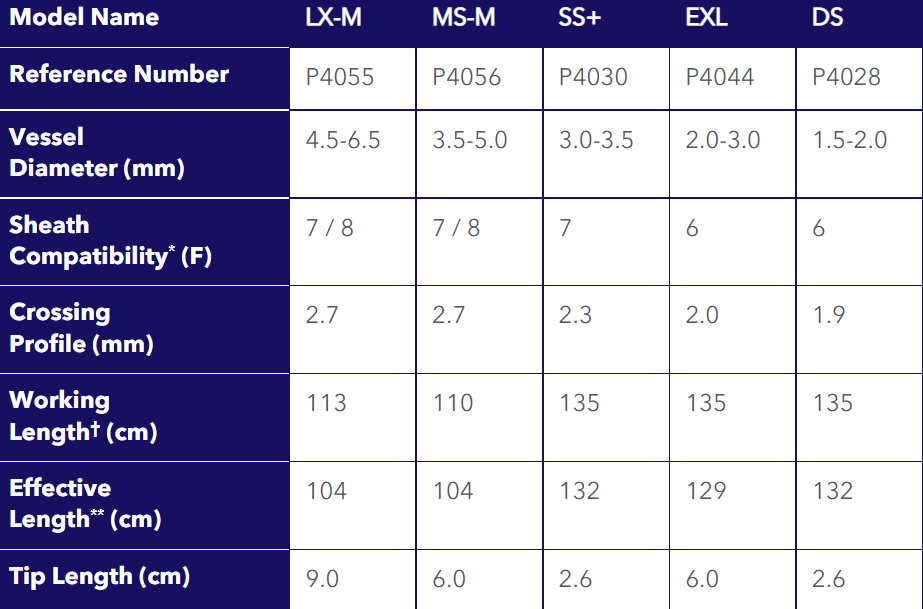 Model Name LX-M MS-M SS+ EXL DS
Reference Number P4055 P4056 P4030 P4044 P4028
Vessel
Diameter (mm) 4.5-6.5 3.5-5.0 3.0-3.5 2.0-3.0 1.5-2.0
Sheath
Compatibility* (F) 7 / 8 7 / 8 7 6 6
Crossing
Profile (mm) 2.7 2.7 2.3 2.0 1.9
Working
Length† (cm) 113 110 135 135 135
Effective
Length** (cm) 104 104 132 129 132
Tip Length (cm) 9.0 6.0 2.6 6.0 2.6